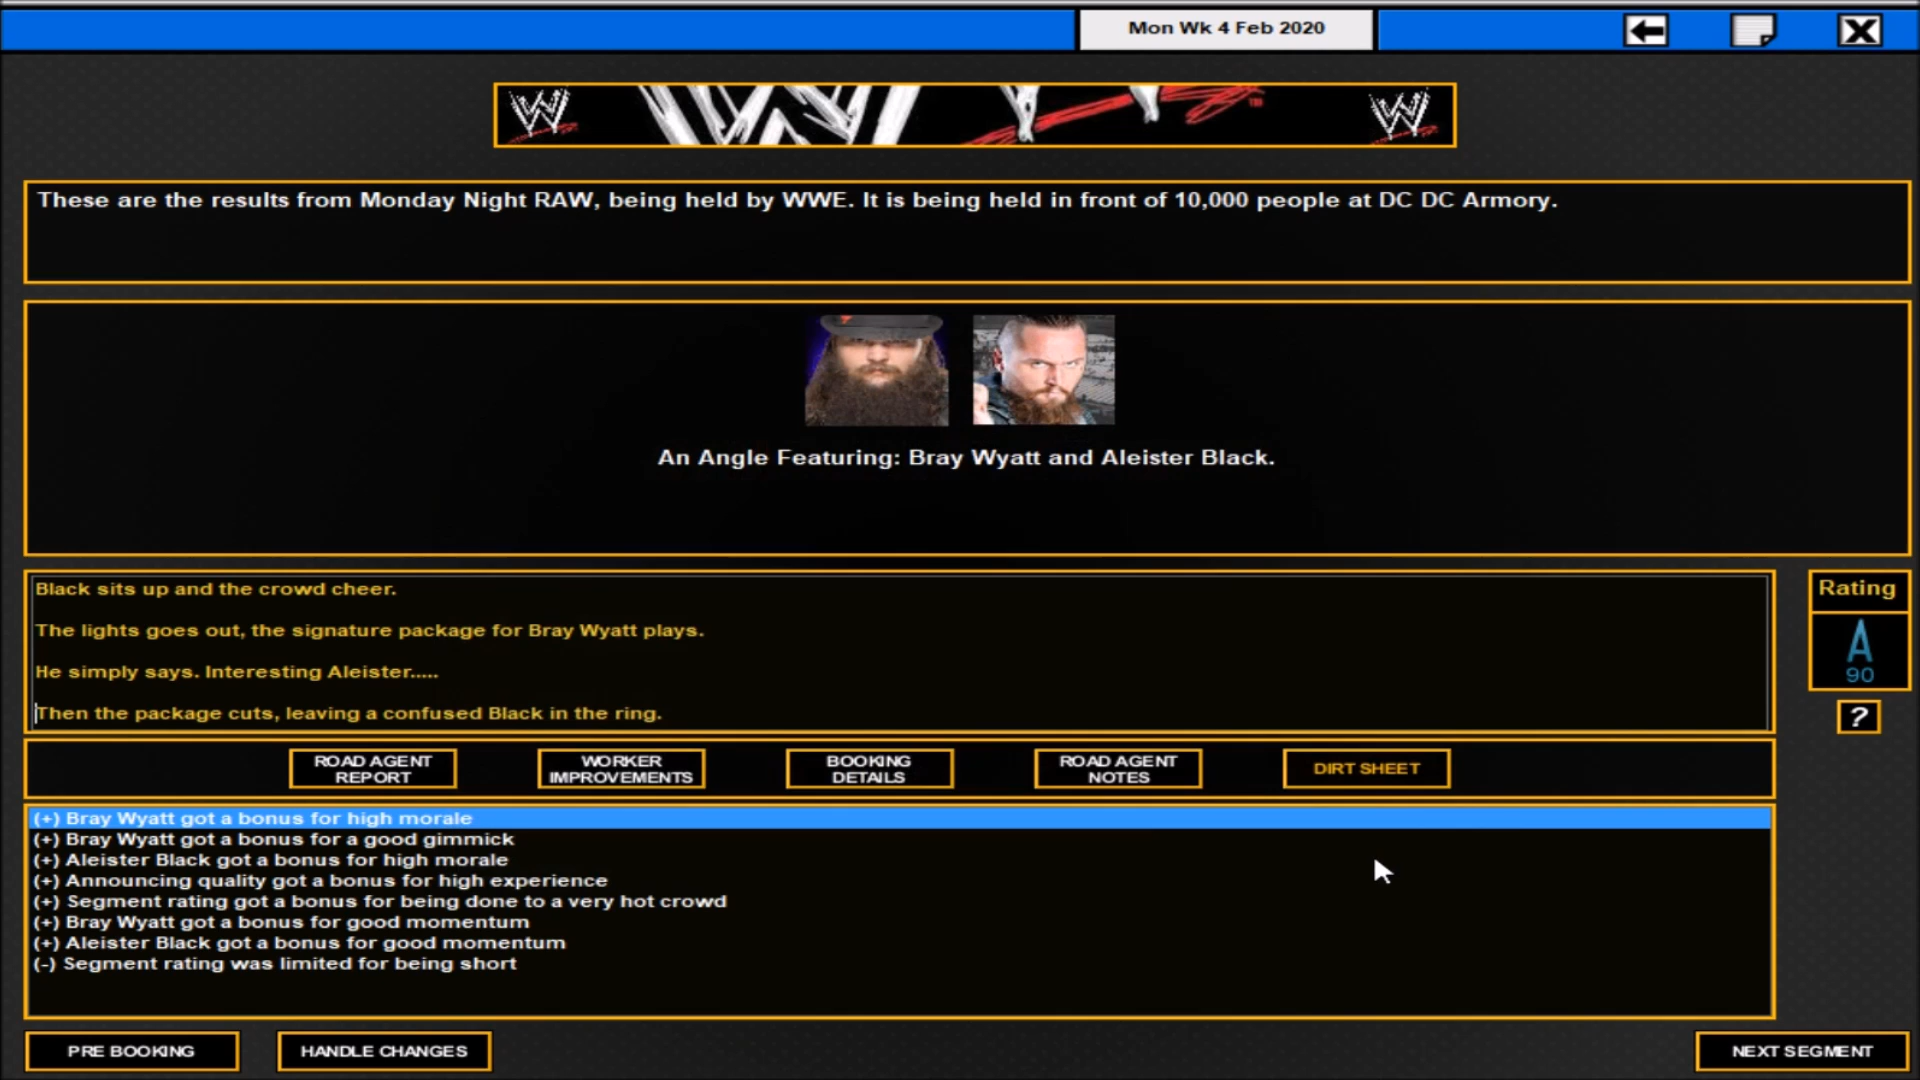 Mon Wk 4 Feb 2020
These are the results from Monday Night RAW, being held by WWE. It is being held in front of 10,000 people at DC DC Armory.
An Angle Featuring: Bray Wyatt and Aleister Black.
Black sits up and the crowd cheer.
The lights goes out, the signature package for Bray Wyatt plays.
He simply says. Interesting Aleister.....
Then the package cuts, leaving a confused Black in the ring.
Rating
A
90
?
ROAD AGENT
REPORT
WORKER
IMPROVEMENTS
BOOKING
DETAILS
ROAD AGENT
NOTES
DIRT SHEET
(+) Bray Wyatt got a bonus for high morale
(+) Bray Wyatt got a bonus for a good gimmick
(+) Aleister Black got a bonus for high morale
(+) Announcing quality got a bonus for high experience
(+) Segment rating got a bonus for being done to a very hot crowd
(+) Bray Wyatt got a bonus for good momentum
(+) Aleister Black got a bonus for good momentum
(-) Segment rating was limited for being short
PRE BOOKING
HANDLE CHANGES
NEXT SEGMENT